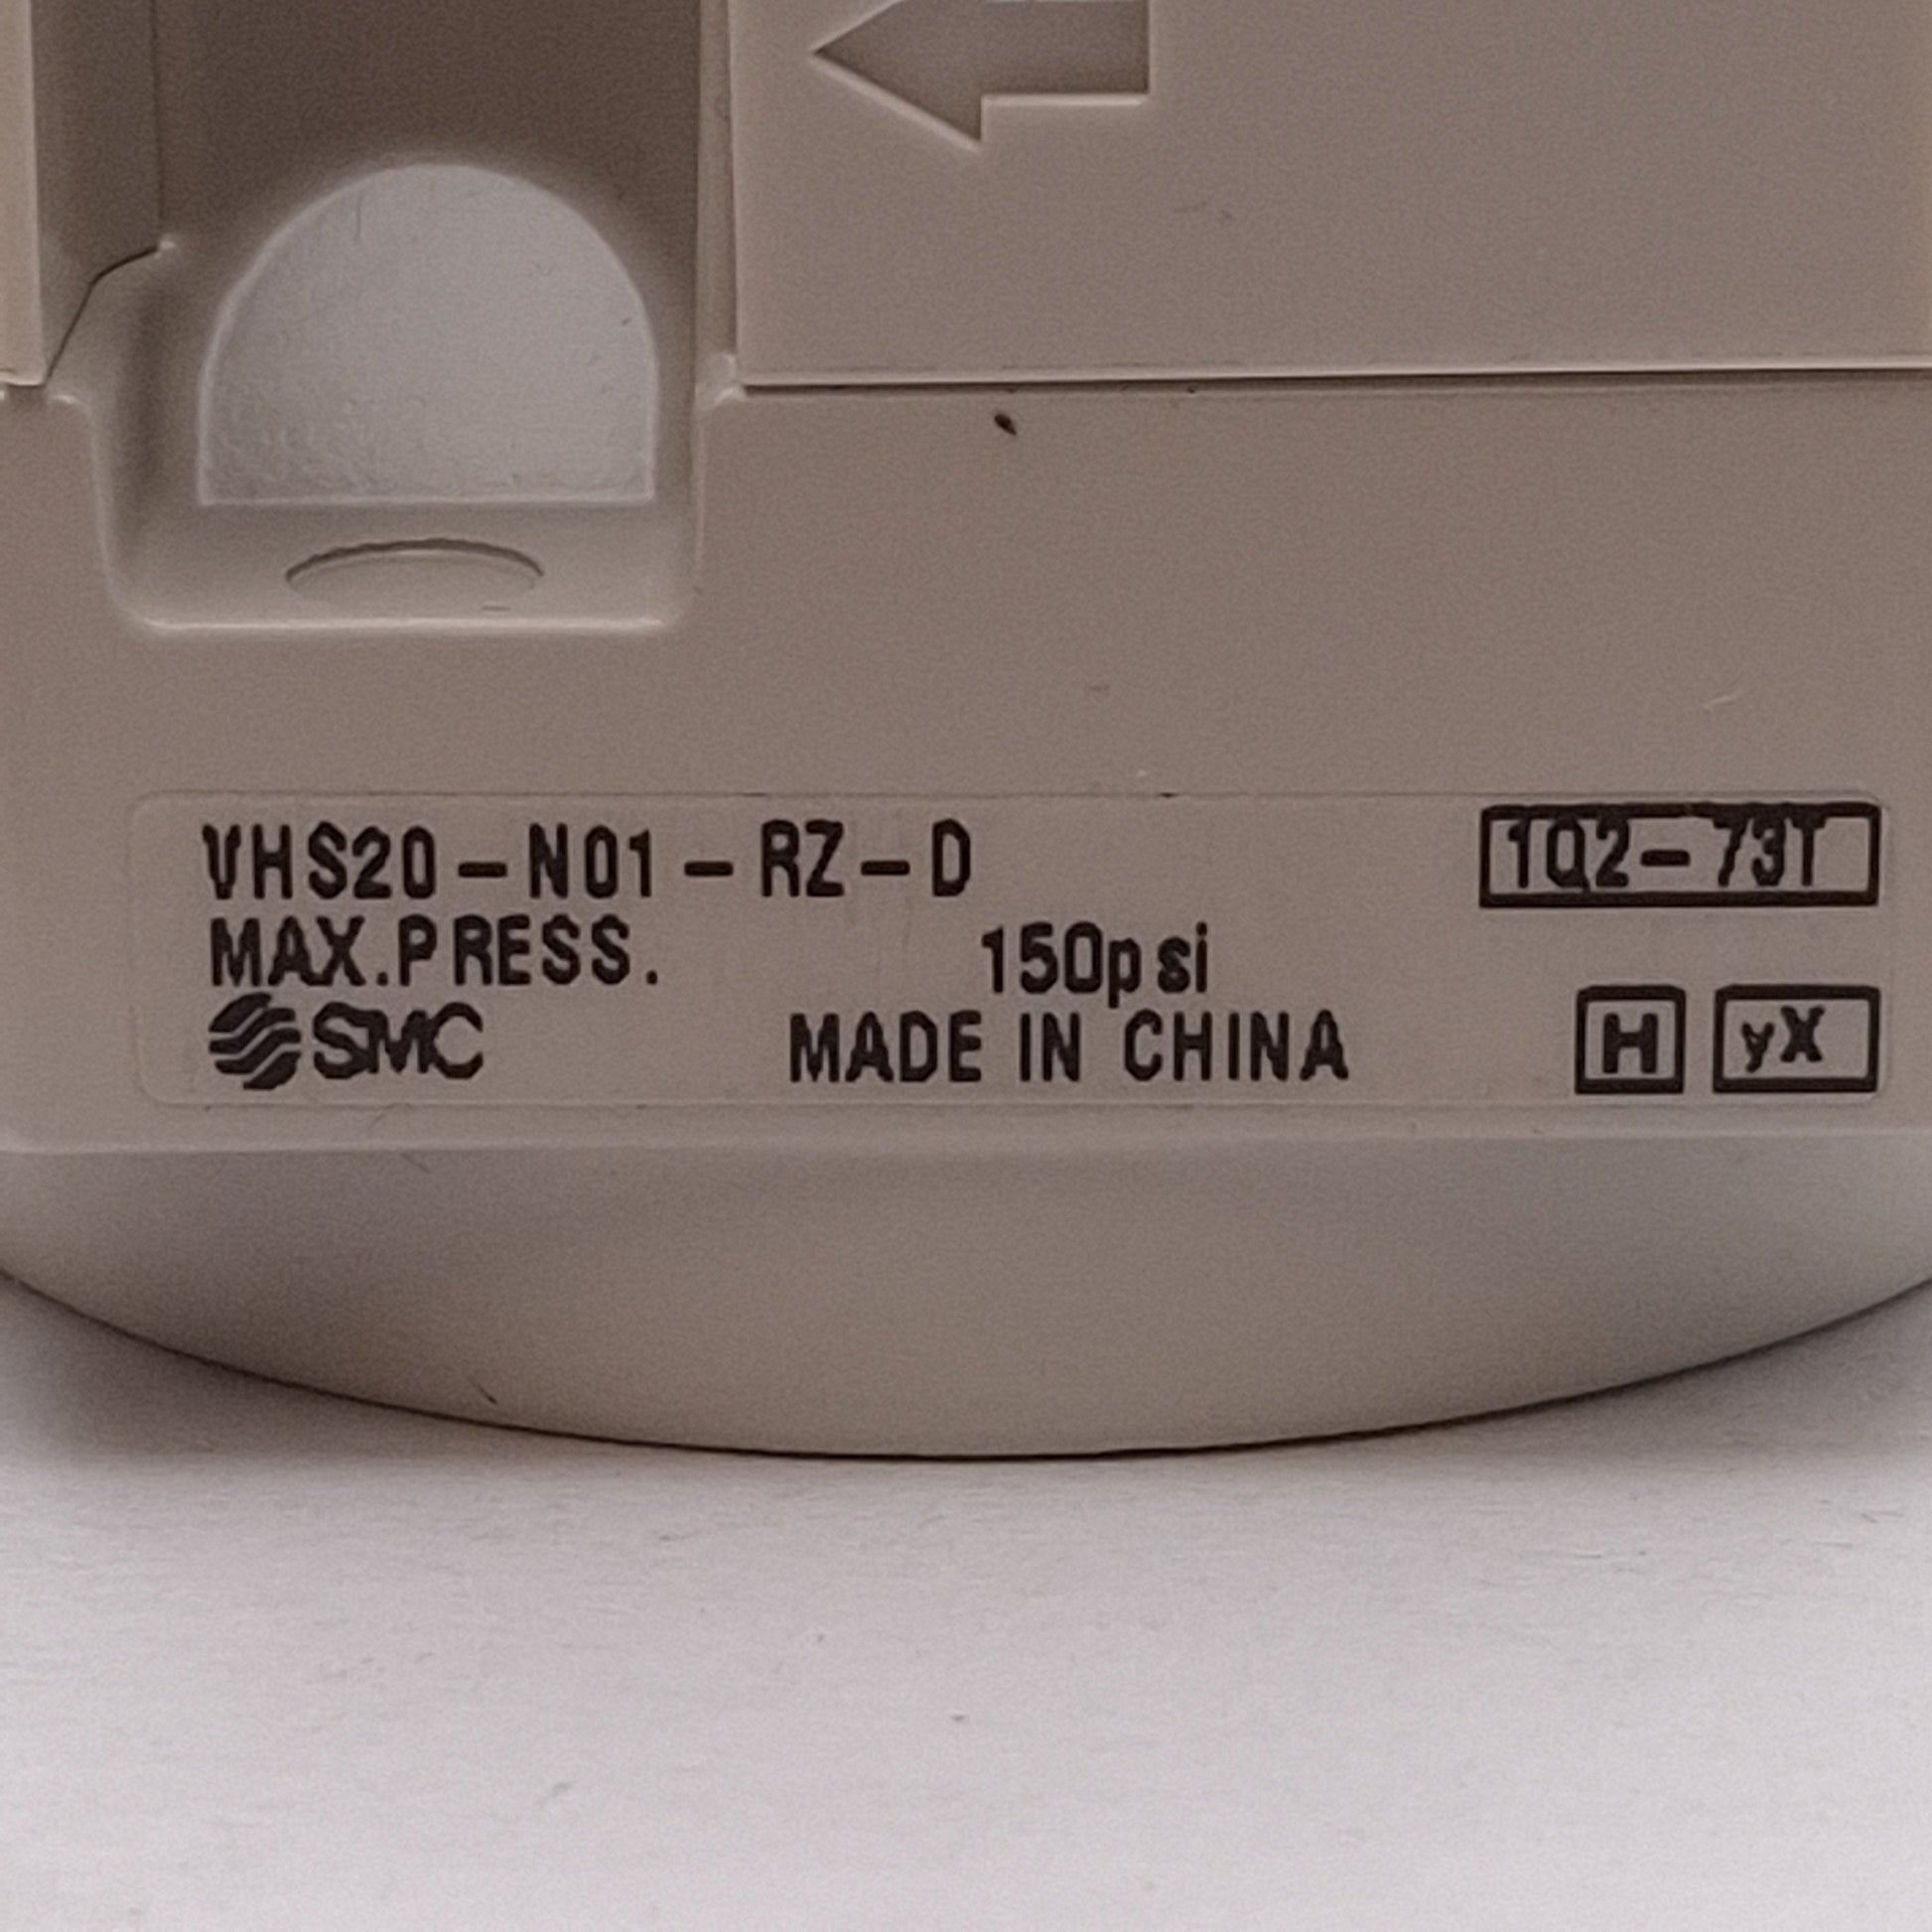 VHS20-N01-RZ-D 1Q2-73T
MAX.PRESS. 150psi
SMC MADE IN CHINA H yX